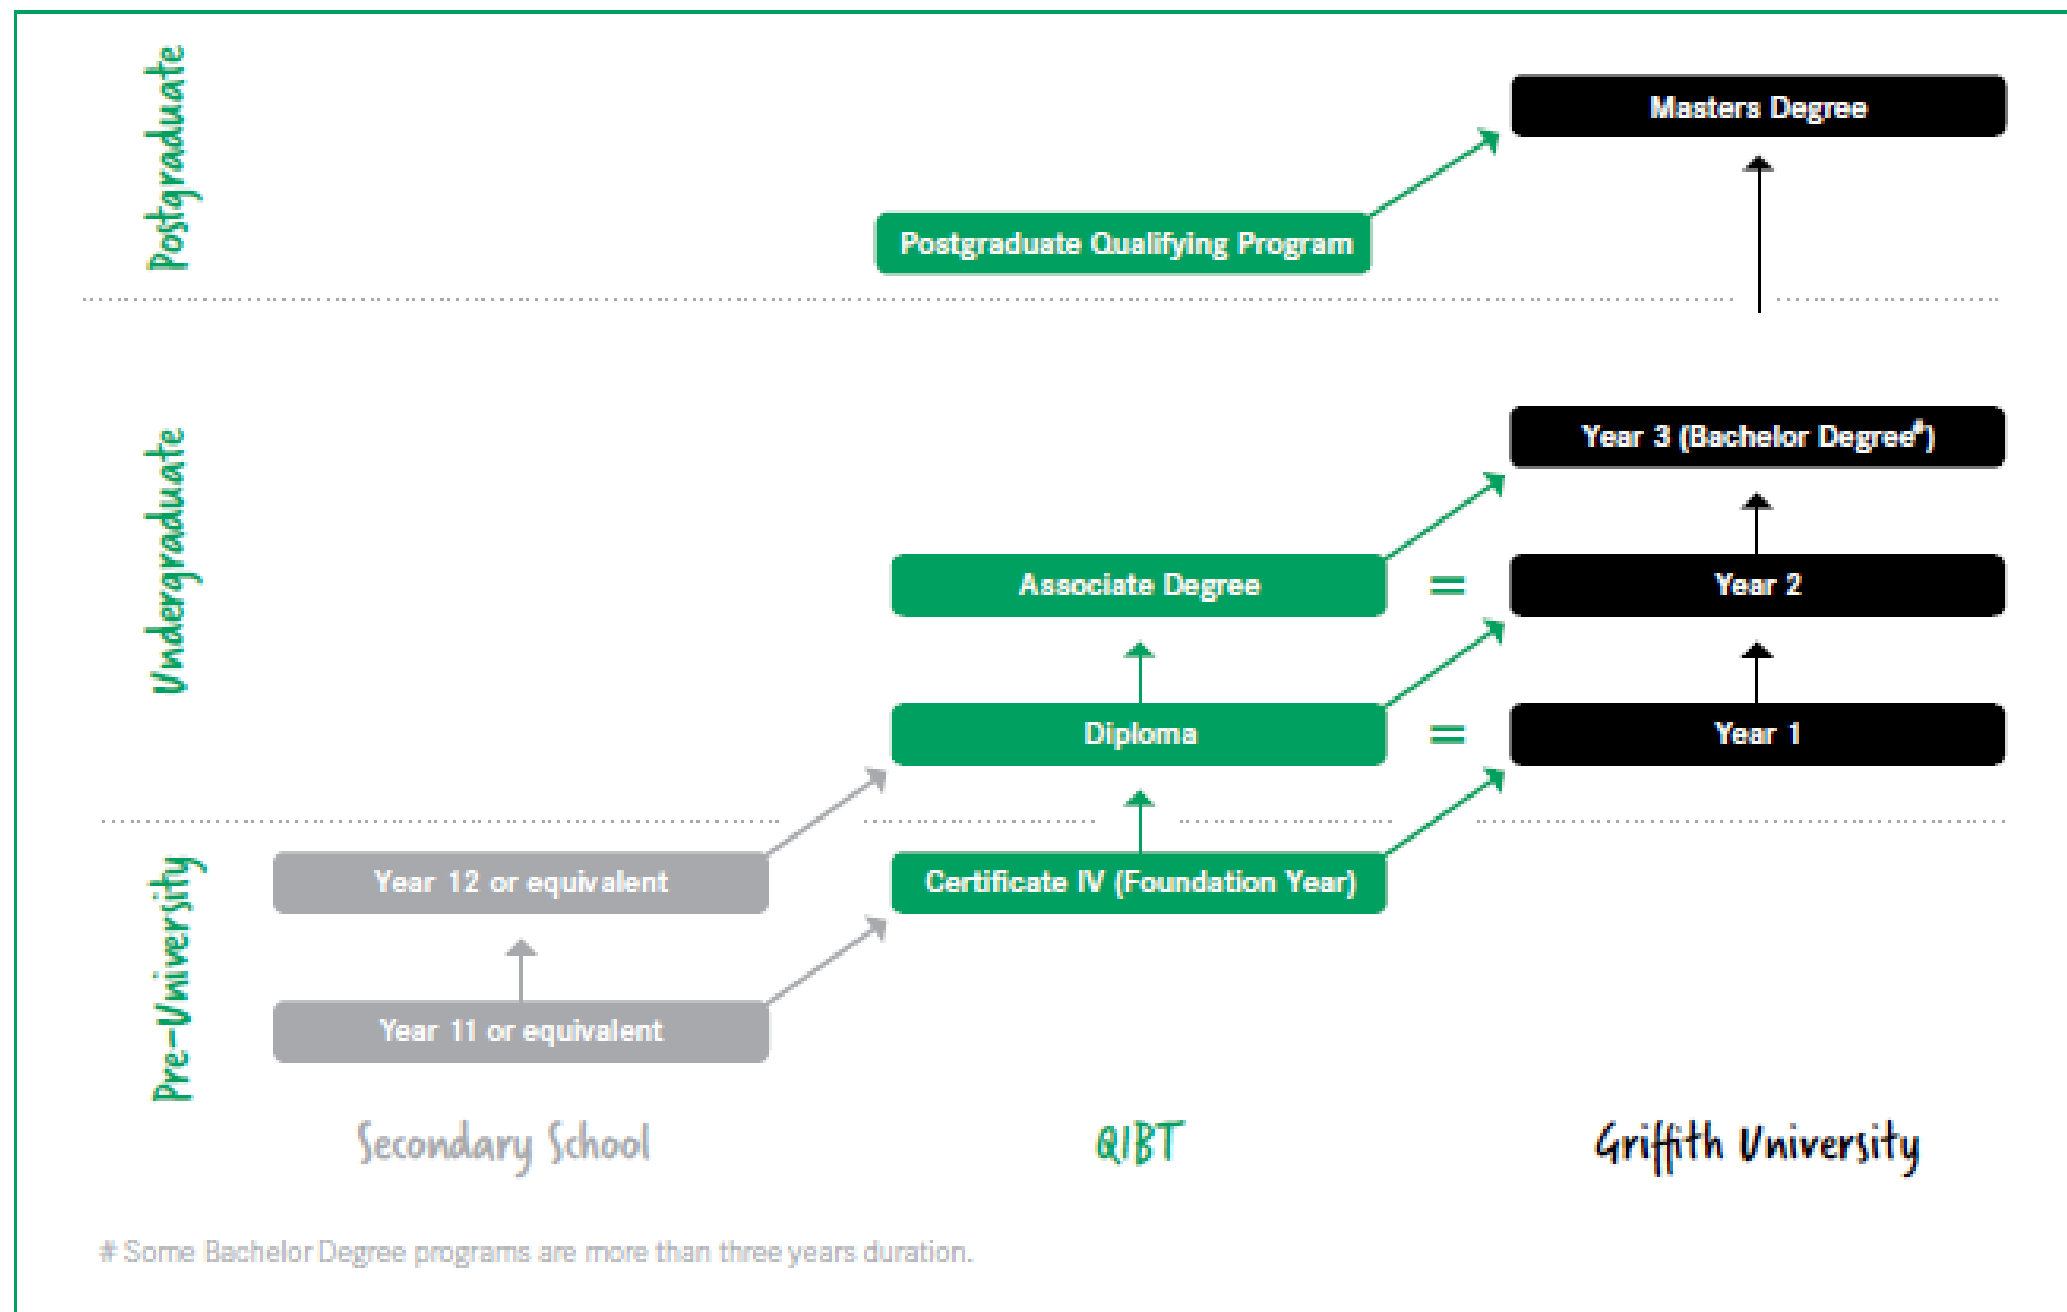 Postgraduate
Masters Degree
Postgraduate Qualifying Program
Undergraduate
Year 3 (Bachelor Degree#)
Associate Degree
=
Year 2
Diploma
=
Year 1
Pre-University
Year 12 or equivalent
Certificate IV (Foundation Year)
Year 11 or equivalent
Secondary School
QIBT
Griffith University
# Some Bachelor Degree programs are more than three years duration.